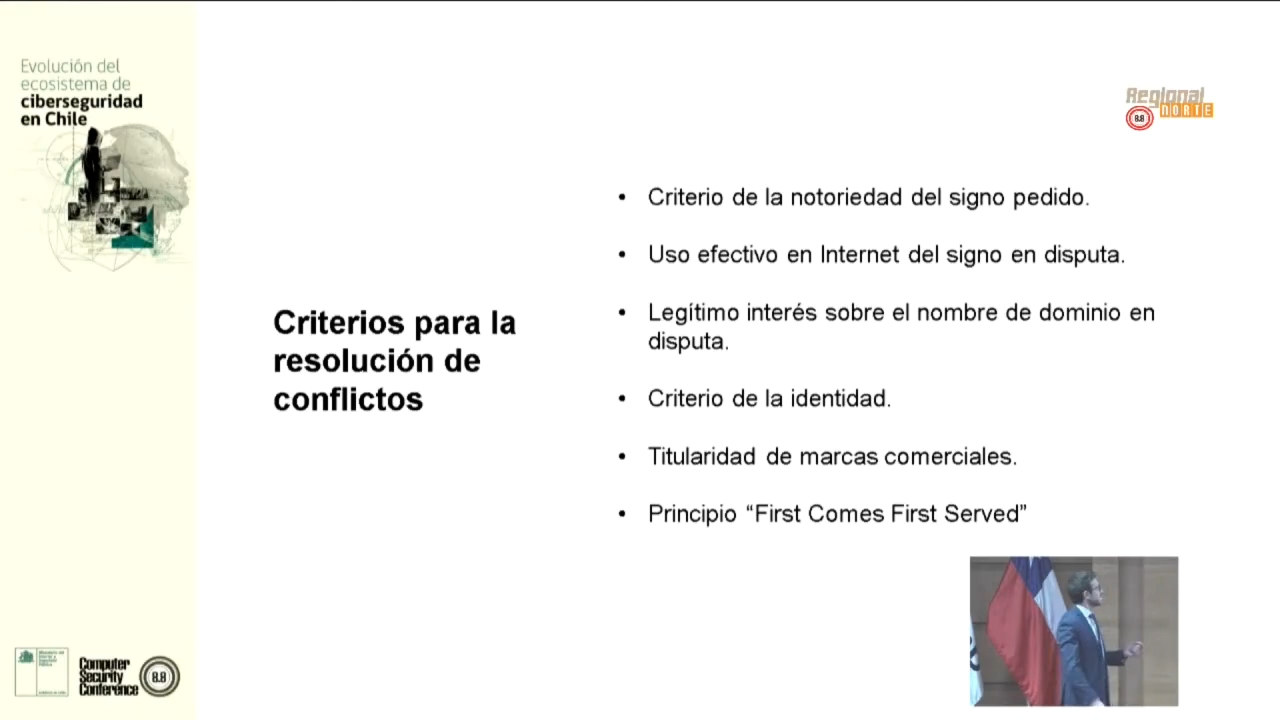 Evolución del
ecosistema de
ciberseguridad
en Chile
Regional
NORTE
8.8
Criterios para la
resolución de
conflictos
• Criterio de la notoriedad del signo pedido.
• Uso efectivo en Internet del signo en disputa.
• Legítimo interés sobre el nombre de dominio en
disputa.
• Criterio de la identidad.
• Titularidad de marcas comerciales.
• Principio “First Comes First Served”
Computer
Security
Conference
8.8